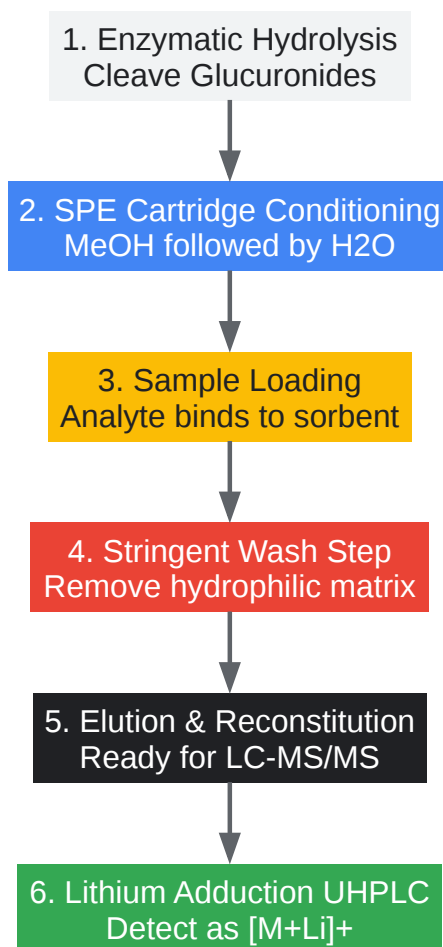 1. Enzymatic Hydrolysis
Cleave Glucuronides
2. SPE Cartridge Conditioning
MeOH followed by H2O
3. Sample Loading
Analyte binds to sorbent
4. Stringent Wash Step
Remove hydrophilic matrix
5. Elution & Reconstitution
Ready for LC-MS/MS
6. Lithium Adduction UHPLC
Detect as [M+Li]+